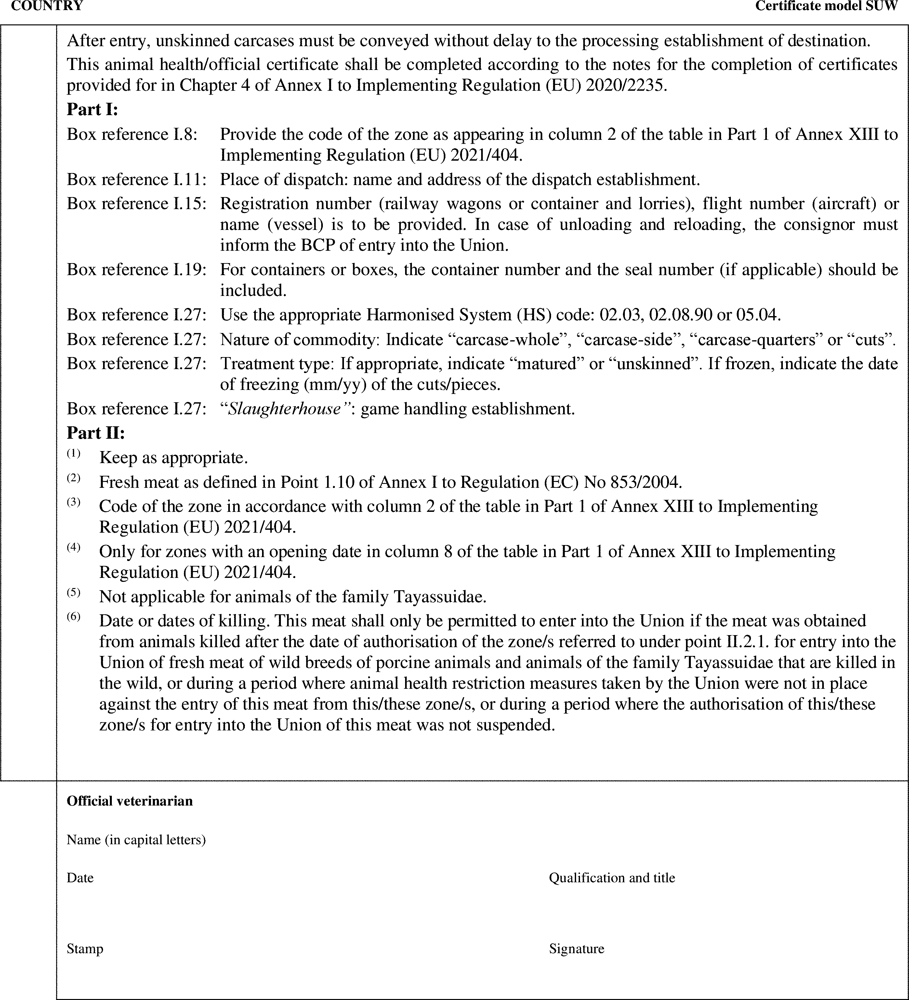 COUNTRY Certificate model SUW
After entry, unskinned carcases must be conveyed without delay to the processing establishment of destination.
This animal health/official certificate shall be completed according to the notes for the completion of certificates
provided for in Chapter 4 of Annex I to Implementing Regulation (EU) 2020/2235.
Part I:
Box reference I.8: Provide the code of the zone as appearing in column 2 of the table in Part 1 of Annex XIII to
Implementing Regulation (EU) 2021/404.
Box reference I.11: Place of dispatch: name and address of the dispatch establishment.
Box reference I.15: Registration number (railway wagons or container and lorries), flight number (aircraft) or
name (vessel) is to be provided. In case of unloading and reloading, the consignor must
inform the BCP of entry into the Union.
Box reference I.19: For containers or boxes, the container number and the seal number (if applicable) should be
included.
Box reference I.27: Use the appropriate Harmonised System (HS) code: 02.03, 02.08.90 or 05.04.
Box reference I.27: Nature of commodity: Indicate “carcase-whole”, “carcase-side”, “carcase-quarters” or “cuts”.
Box reference I.27: Treatment type: If appropriate, indicate “matured” or “unskinned”. If frozen, indicate the date
of freezing (mm/yy) of the cuts/pieces.
Box reference I.27: “Slaughterhouse”: game handling establishment.
Part II:
(1) Keep as appropriate.
(2) Fresh meat as defined in Point 1.10 of Annex I to Regulation (EC) No 853/2004.
(3) Code of the zone in accordance with column 2 of the table in Part 1 of Annex XIII to Implementing
Regulation (EU) 2021/404.
(4) Only for zones with an opening date in column 8 of the table in Part 1 of Annex XIII to Implementing
Regulation (EU) 2021/404.
(5) Not applicable for animals of the family Tayassuidae.
(6) Date or dates of killing. This meat shall only be permitted to enter into the Union if the meat was obtained
from animals killed after the date of authorisation of the zone/s referred to under point II.2.1. for entry into the
Union of fresh meat of wild breeds of porcine animals and animals of the family Tayassuidae that are killed in
the wild, or during a period where animal health restriction measures taken by the Union were not in place
against the entry of this meat from this/these zone/s, or during a period where the authorisation of this/these
zone/s for entry into the Union of this meat was not suspended.
Official veterinarian
Name (in capital letters)
Date Qualification and title
Stamp Signature